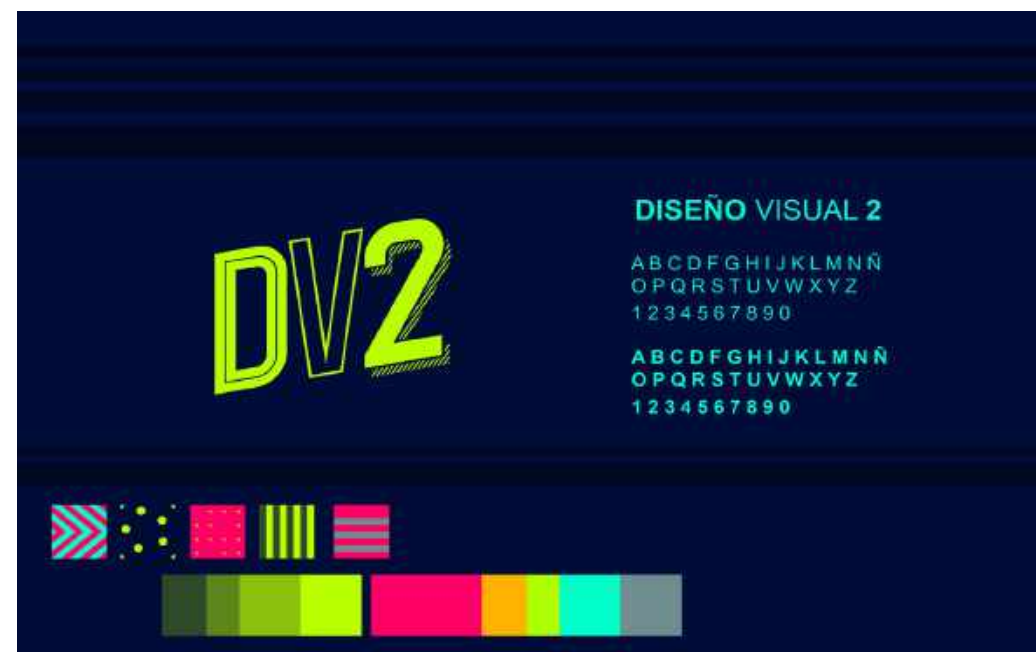 DV2
DISEÑO VISUAL 2
ABCDFGHIJKLMNÑ
OPQRSTUVWXYZ
1234567890
ABCDFGHIJKLMNÑ
OPQRSTUVWXYZ
1234567890